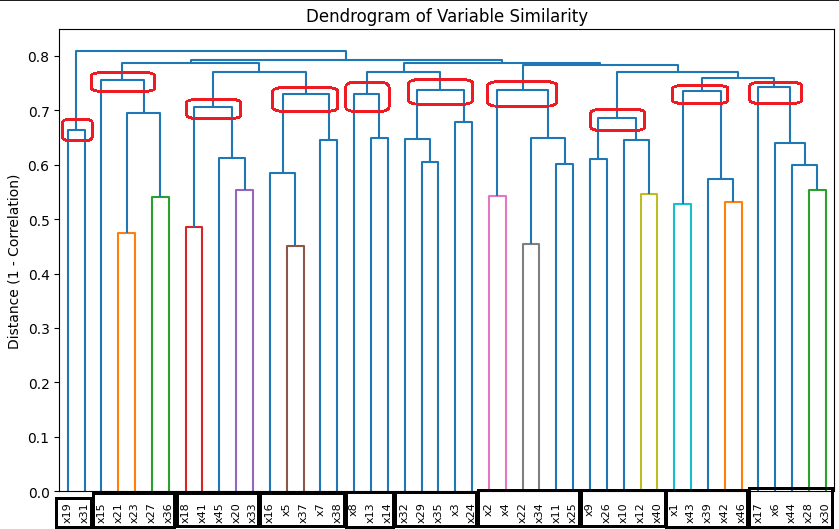 Dendrogram of Variable Similarity
Distance (1 - Correlation)
0.8
0.7
0.6
0.5
0.4
0.3
0.2
0.1
0.0
x19
x31
x15
x21
x23
x27
x36
x18
x41
x45
x20
x33
x16
x5
x37
x7
x38
x8
x13
x14
x32
x29
x35
x3
x24
x2
x4
x22
x34
x11
x25
x9
x26
x10
x12
x40
x1
x43
x39
x42
x46
x17
x6
x44
x28
x30